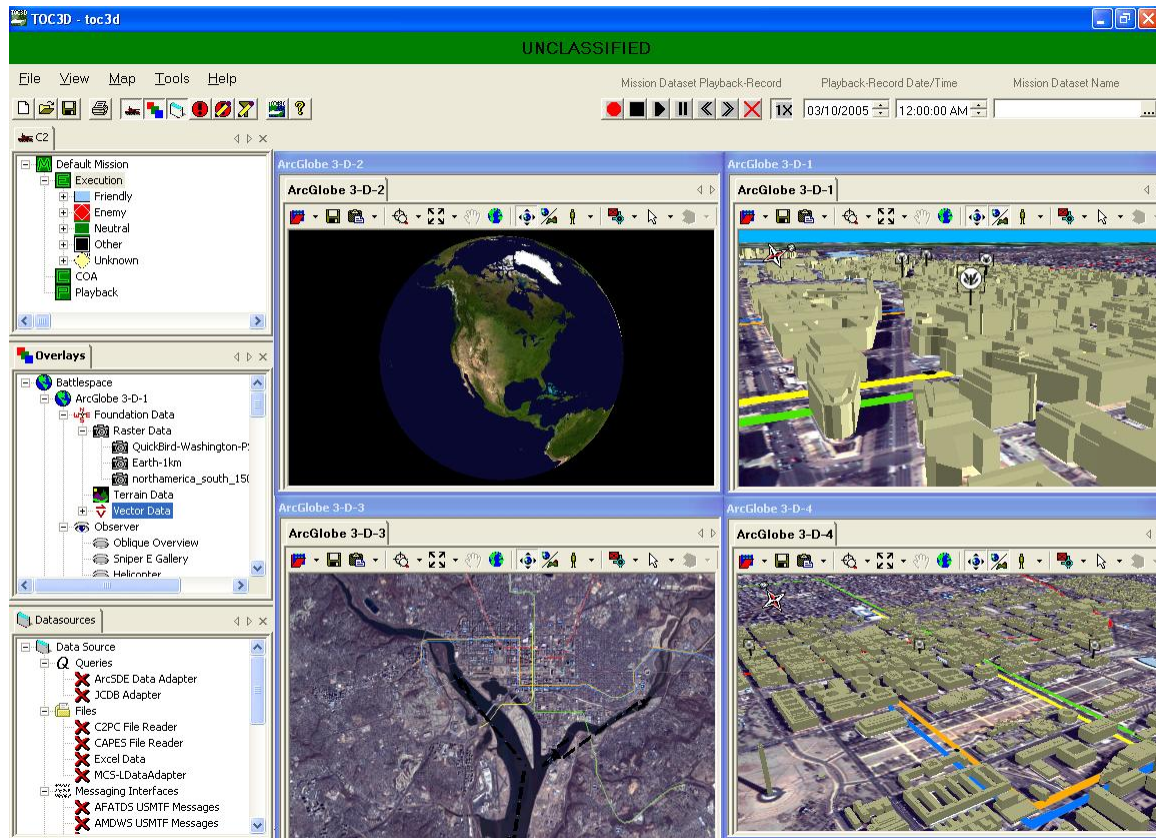 TOC3D - toc3d
UNCLASSIFIED
File View Map Tools Help
Mission Dataset Playback-Record Playback-Record Date/Time Mission Dataset Name
1X 03/10/2005 12:00:00 AM ...
C2
Default Mission
Execution
Friendly
Enemy
Neutral
Other
Unknown
COA
Playback
Overlays
Battlespace
ArcGlobe 3-D-1
Foundation Data
Raster Data
QuickBird-Washington-P
Earth-1km
northamerica_south_150
Terrain Data
Vector Data
Observer
Oblique Overview
Sniper E Gallery
Helicopter
Datasources
Data Source
Queries
ArcSDE Data Adapter
JCDB Adapter
Files
C2PC File Reader
CAPES File Reader
Excel Data
MCS-LDataAdapter
Messaging Interfaces
AFATDS USMTF Messages
AMDWS USMTF Messages
ArcGlobe 3-D-2
ArcGlobe 3-D-2
ArcGlobe 3-D-1
ArcGlobe 3-D-1
ArcGlobe 3-D-3
ArcGlobe 3-D-3
ArcGlobe 3-D-4
ArcGlobe 3-D-4